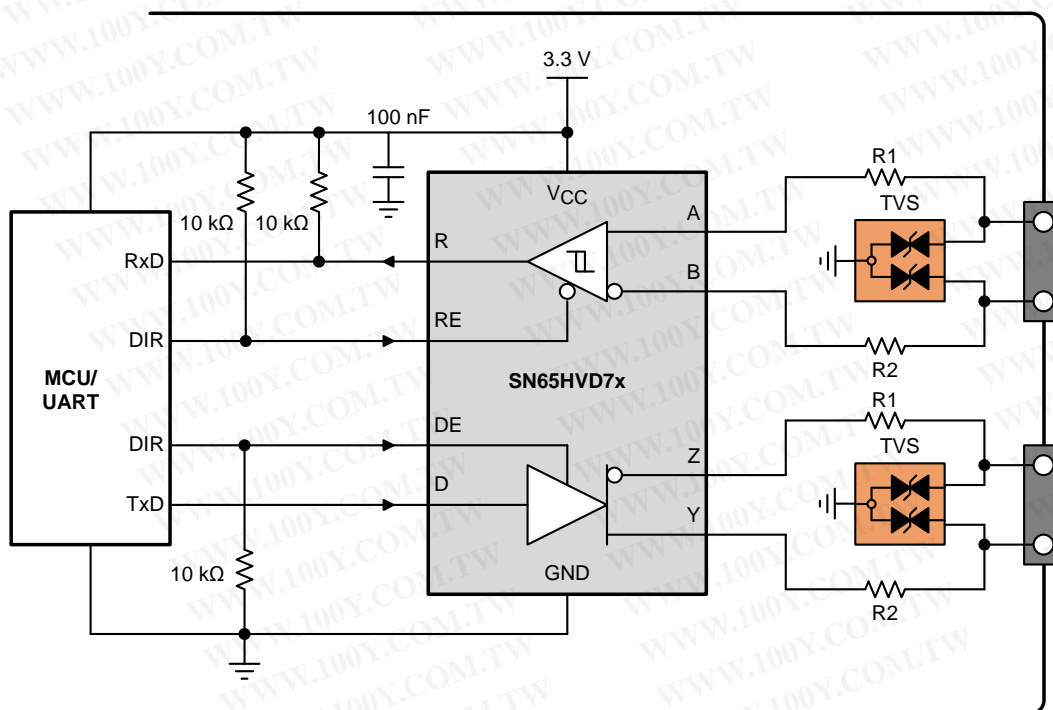 3.3 V
100 nF
10 kΩ
10 kΩ
VCC
R
RE
DE
D
A
B
Z
Y
GND
SN65HVD7x
RxD
DIR
MCU/
UART
DIR
TxD
10 kΩ
R1
TVS
R2
R1
TVS
R2
WWW.100Y.COM.TW